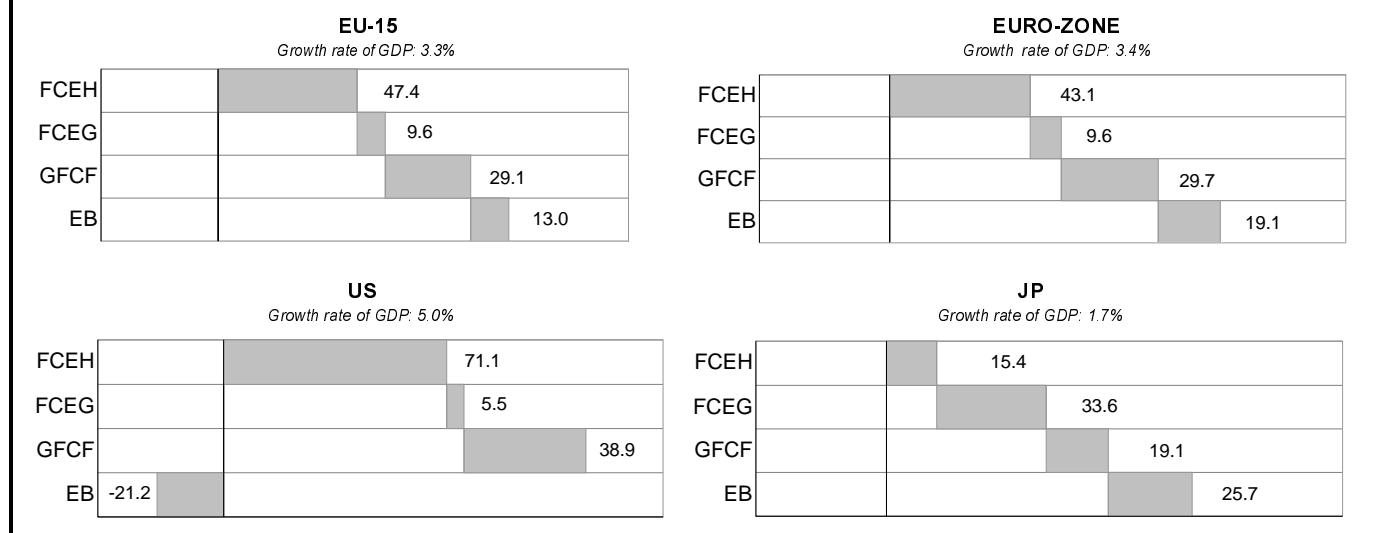 EU-15
Growth rate of GDP: 3.3%
FCEH 47.4
FCEG 9.6
GFCF 29.1
EB 13.0
EURO-ZONE
Growth rate of GDP: 3.4%
FCEH 43.1
FCEG 9.6
GFCF 29.7
EB 19.1
US
Growth rate of GDP: 5.0%
FCEH 71.1
FCEG 5.5
GFCF 38.9
EB -21.2
JP
Growth rate of GDP: 1.7%
FCEH 15.4
FCEG 33.6
GFCF 19.1
EB 25.7